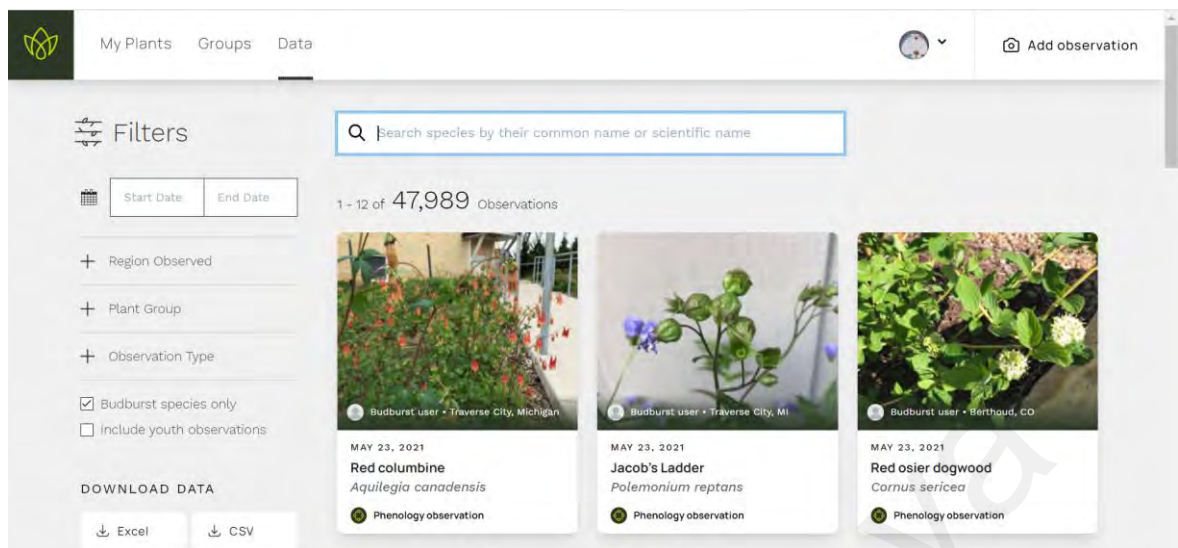 My Plants Groups Data
Add observation
Filters
Search species by their common name or scientific name
Start Date End Date
1 - 12 of 47,989 Observations
+ Region Observed
+ Plant Group
+ Observation Type
Budburst species only
Include youth observations
DOWNLOAD DATA
Excel CSV
Budburst user • Traverse City, Michigan
MAY 23, 2021
Red columbine
Aquilegia canadensis
Phenology observation
Budburst user • Traverse City, MI
MAY 23, 2021
Jacob's Ladder
Polemonium reptans
Phenology observation
Budburst user • Berthoud, CO
MAY 23, 2021
Red osier dogwood
Cornus sericea
Phenology observation